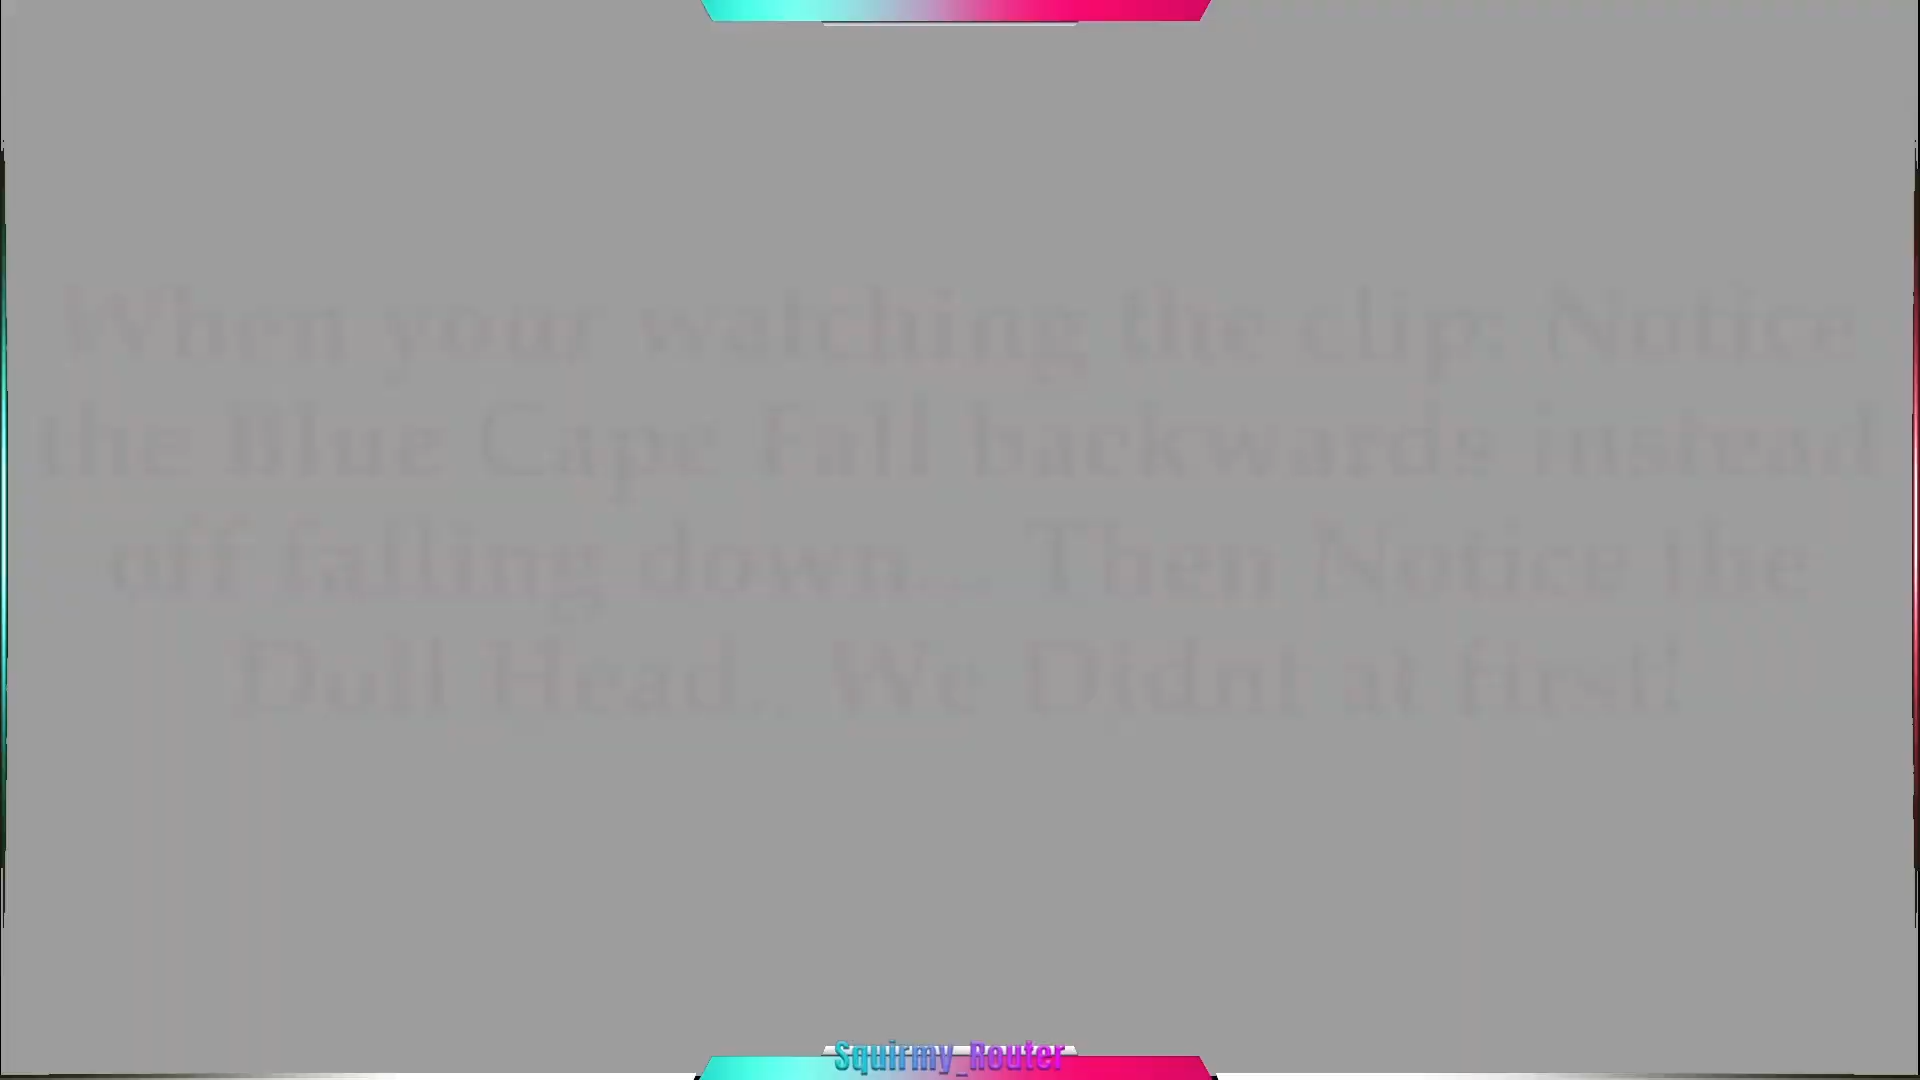 When your watching the clip: Notice
the Blue Cape Fall backwards instead
off falling down... Then Notice the
Doll Head.. We Didnt at first!
Squirmy_Router